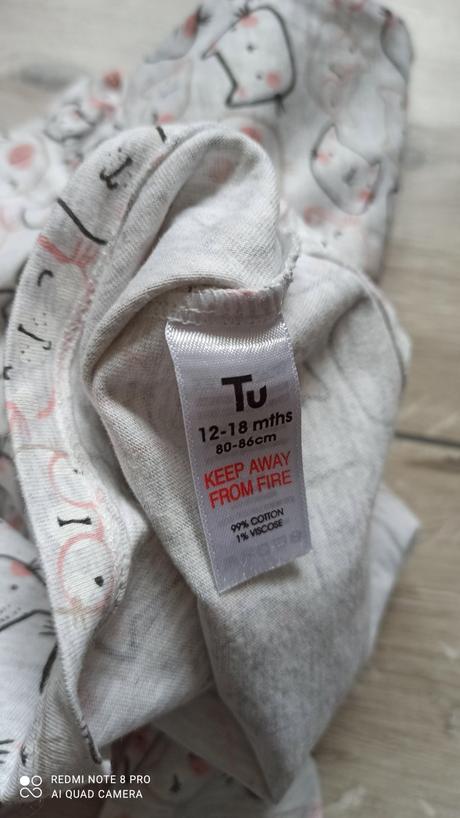 Tu
12-18 mths
80-86cm
KEEP AWAY
FROM FIRE
99% COTTON
1% VISCOSE
REDMI NOTE 8 PRO
AI QUAD CAMERA